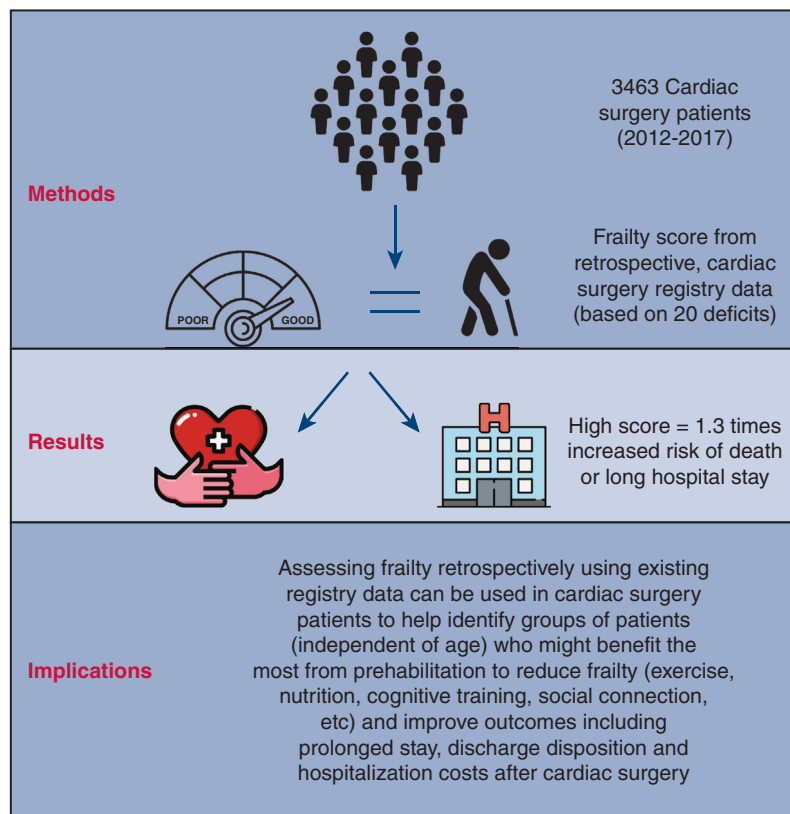 3463 Cardiac
surgery patients
(2012-2017)
Methods
Frailty score from
retrospective, cardiac
surgery registry data
(based on 20 deficits)
POOR
GOOD
Results
H
High score = 1.3 times
increased risk of death
or long hospital stay
Implications
Assessing frailty retrospectively using existing
registry data can be used in cardiac surgery
patients to help identify groups of patients
(independent of age) who might benefit the
most from prehabilitation to reduce frailty (exercise,
nutrition, cognitive training, social connection,
etc) and improve outcomes including
prolonged stay, discharge disposition and
hospitalization costs after cardiac surgery